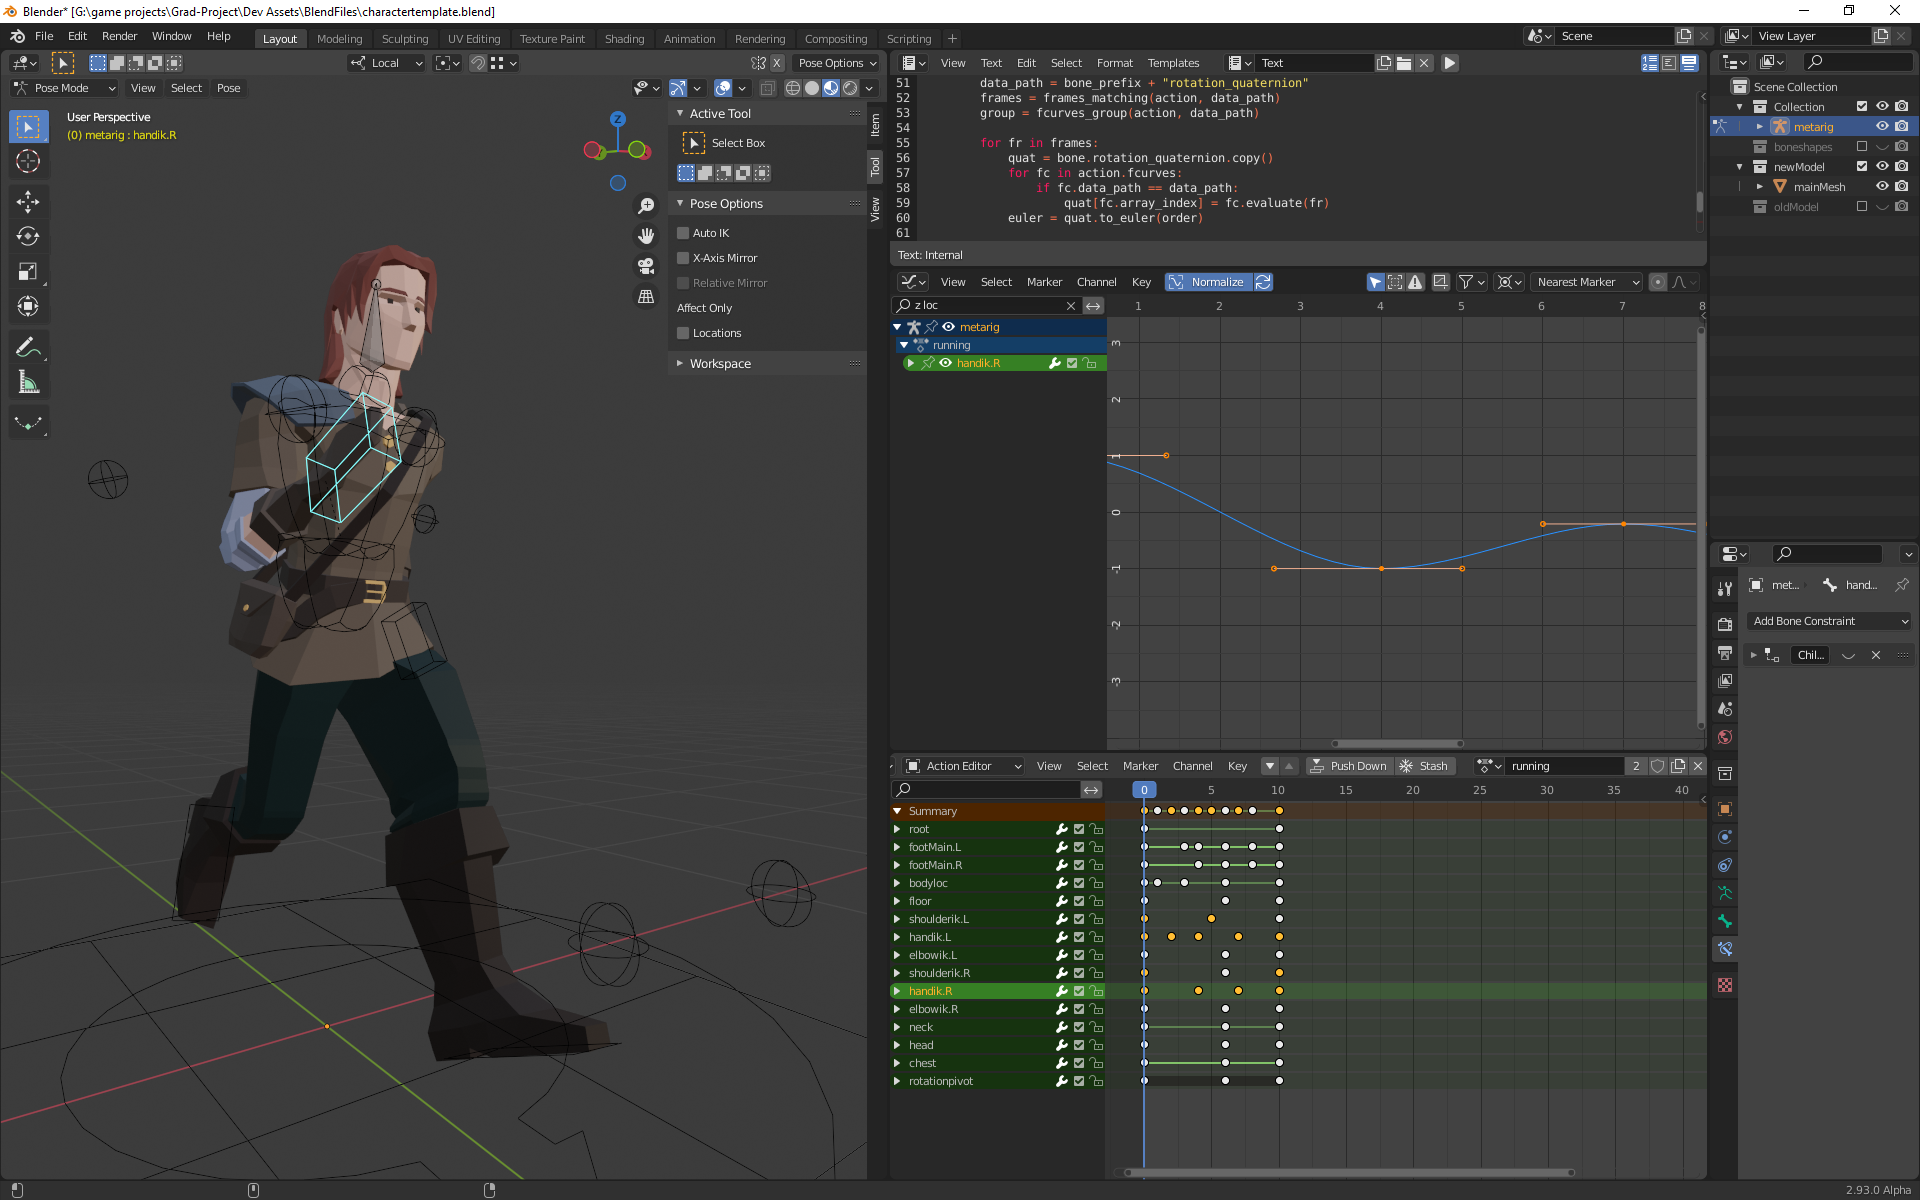 Blender* [G:\game projects\Grad-Project\Dev Assets\BlendFiles\charactertemplate.blend]
File Edit Render Window Help Layout Modeling Sculpting UV Editing Texture Paint Shading Animation Rendering Compositing Scripting + Scene View Layer
Local X Pose Options
View Text Edit Select Format Templates Text
Pose Mode View Select Pose
User Perspective
(0) metarig : handik.R
Z
Active Tool
Select Box
Pose Options
Auto IK
X-Axis Mirror
Relative Mirror
Affect Only
Locations
Workspace
Item
Tool
View
51 data_path = bone_prefix + "rotation_quaternion"
52 frames = frames_matching(action, data_path)
53 group = fcurves_group(action, data_path)
54
55 for fr in frames:
56 quat = bone.rotation_quaternion.copy()
57 for fc in action.fcurves:
58 if fc.data_path == data_path:
59 quat[fc.array_index] = fc.evaluate(fr)
60 euler = quat.to_euler(order)
61
Text: Internal
View Select Marker Channel Key Normalize Nearest Marker
z loc
1 2 3 4 5 6 7 8
metarig
running
handik.R
3
2
1
0
-1
-2
-3
Action Editor View Select Marker Channel Key Push Down Stash running 2
0 5 10 15 20 25 30 35 40
Summary
root
footMain.L
footMain.R
bodyloc
floor
shoulderik.L
handik.L
elbowik.L
shoulderik.R
handik.R
elbowik.R
neck
head
chest
rotationpivot
Scene Collection
Collection
metarig
boneshapes
newModel
mainMesh
oldModel
met... hand...
Add Bone Constraint
Chil...
2.93.0 Alpha